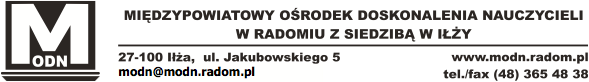 MODN
MIĘDZYPOWIATOWY OŚRODEK DOSKONALENIA NAUCZYCIELI
W RADOMIU Z SIEDZIBĄ W IŁŻY
27-100 Iłża, ul. Jakubowskiego 5 www.modn.radom.pl
modn@modn.radom.pl tel./fax (48) 365 48 38